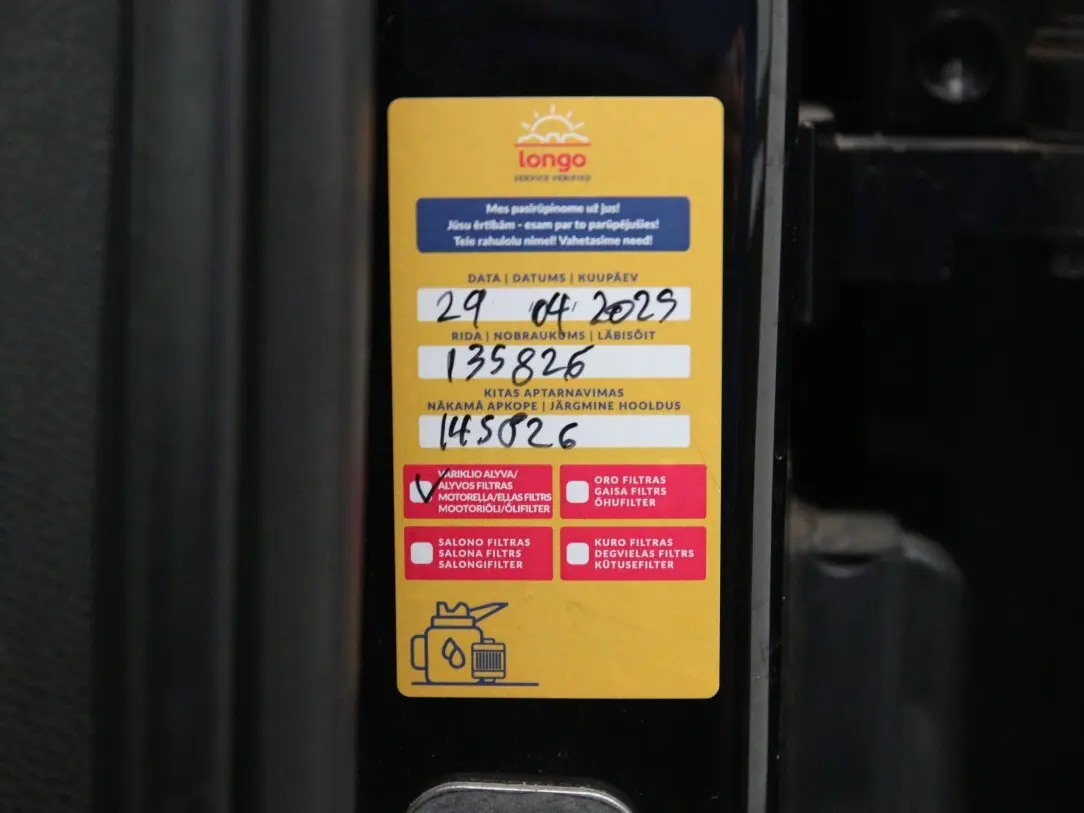 longo
SERVICE VERIFIED
Mes pasirūpinome už jus!
Jūsu ērtībām - esam par to parūpējušies!
Teie rahulolu nimel! Vahetasime need!
DATA | DATUMS | KUUPÄEV
29 04 2025
RIDA | NOBRAUKUMS | LÄBISÕIT
135826
KITAS APTARNAVIMAS
NĀKAMĀ APKOPE | JÄRGMINE HOOLDUS
145826
VARIKLIO ALYVA/
ALYVOS FILTRAS
MOTOREĻĻA/EĻĻAS FILTRS
MOOTORIÕLI/ÕLIFILTER
ORO FILTRAS
GAISA FILTRS
ÕHUFILTER
SALONO FILTRAS
SALONA FILTRS
SALONGIFILTER
KURO FILTRAS
DEGVIELAS FILTRS
KÜTUSEFILTER